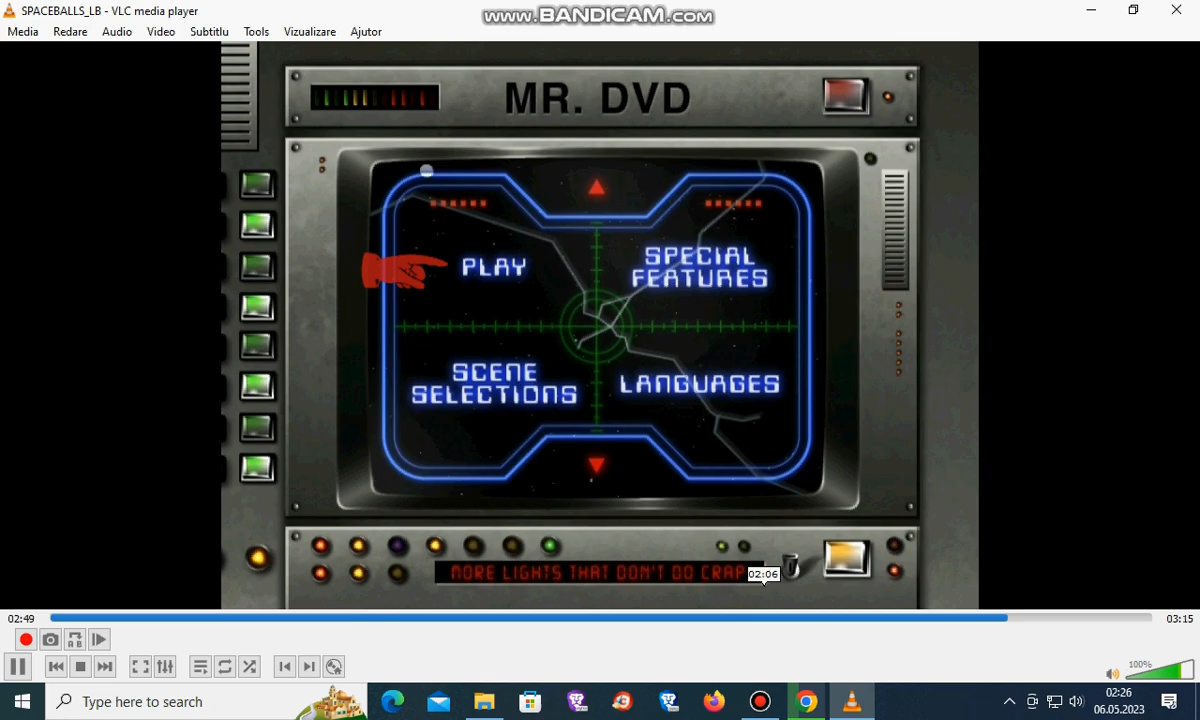 SPACEBALLS_LB - VLC media player
www.BANDICAM.com
Media Redare Audio Video Subtitlu Tools Vizualizare Ajutor
MR. DVD
PLAY
SPECIAL
FEATURES
SCENE
SELECTIONS
LANGUAGES
MORE LIGHTS THAT DON'T DO CRAP
02:06
02:49
03:15
100%
Type here to search
02:26
06.05.2023